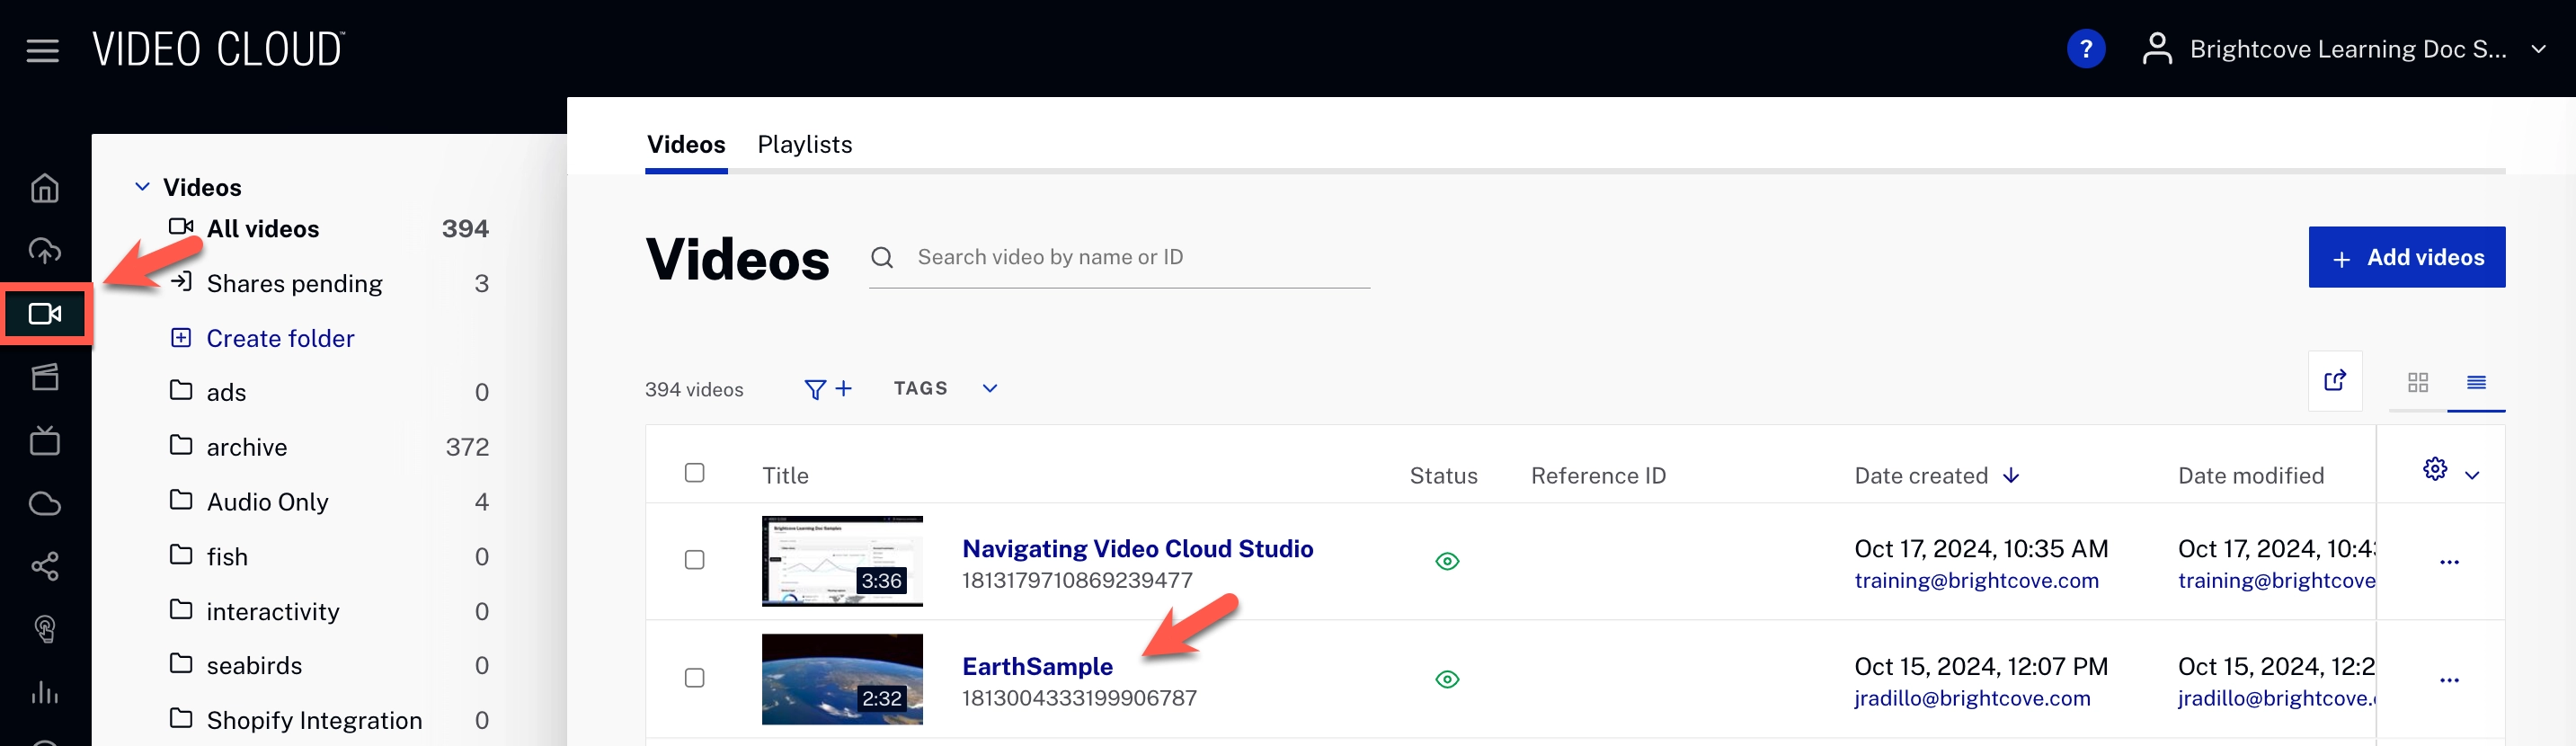 VIDEO CLOUD™
?
Brightcove Learning Doc S...
Videos
All videos 394
Shares pending 3
Create folder
ads 0
archive 372
Audio Only 4
fish 0
interactivity 0
seabirds 0
Shopify Integration 0
Videos Playlists
Videos
Search video by name or ID
+ Add videos
394 videos
TAGS
Title Status Reference ID Date created Date modified
3:36
Navigating Video Cloud Studio
1813179710869239477
Oct 17, 2024, 10:35 AM
training@brightcove.com
Oct 17, 2024, 10:4
training@brightcove
...
2:32
EarthSample
1813004333199906787
Oct 15, 2024, 12:07 PM
jradillo@brightcove.com
Oct 15, 2024, 12:2
jradillo@brightcove.
...